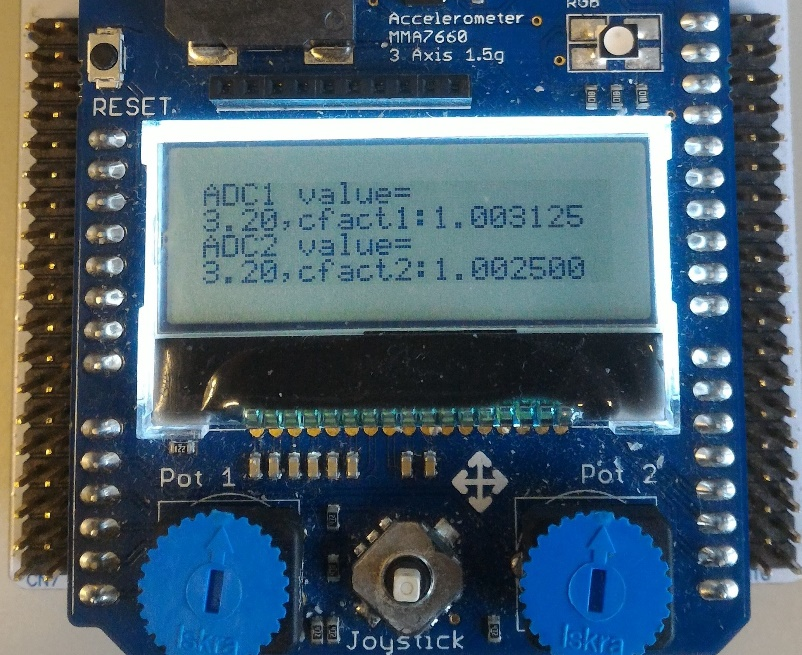 RGB
Accelerometer
MMA7660
3 Axis 1.5g
RESET
ADC1 value=
3.20,cfact1:1.003125
ADC2 value=
3.20,cfact2:1.002500
Pot 1
Pot 2
CN7
Iskra
Iskra
Joystick